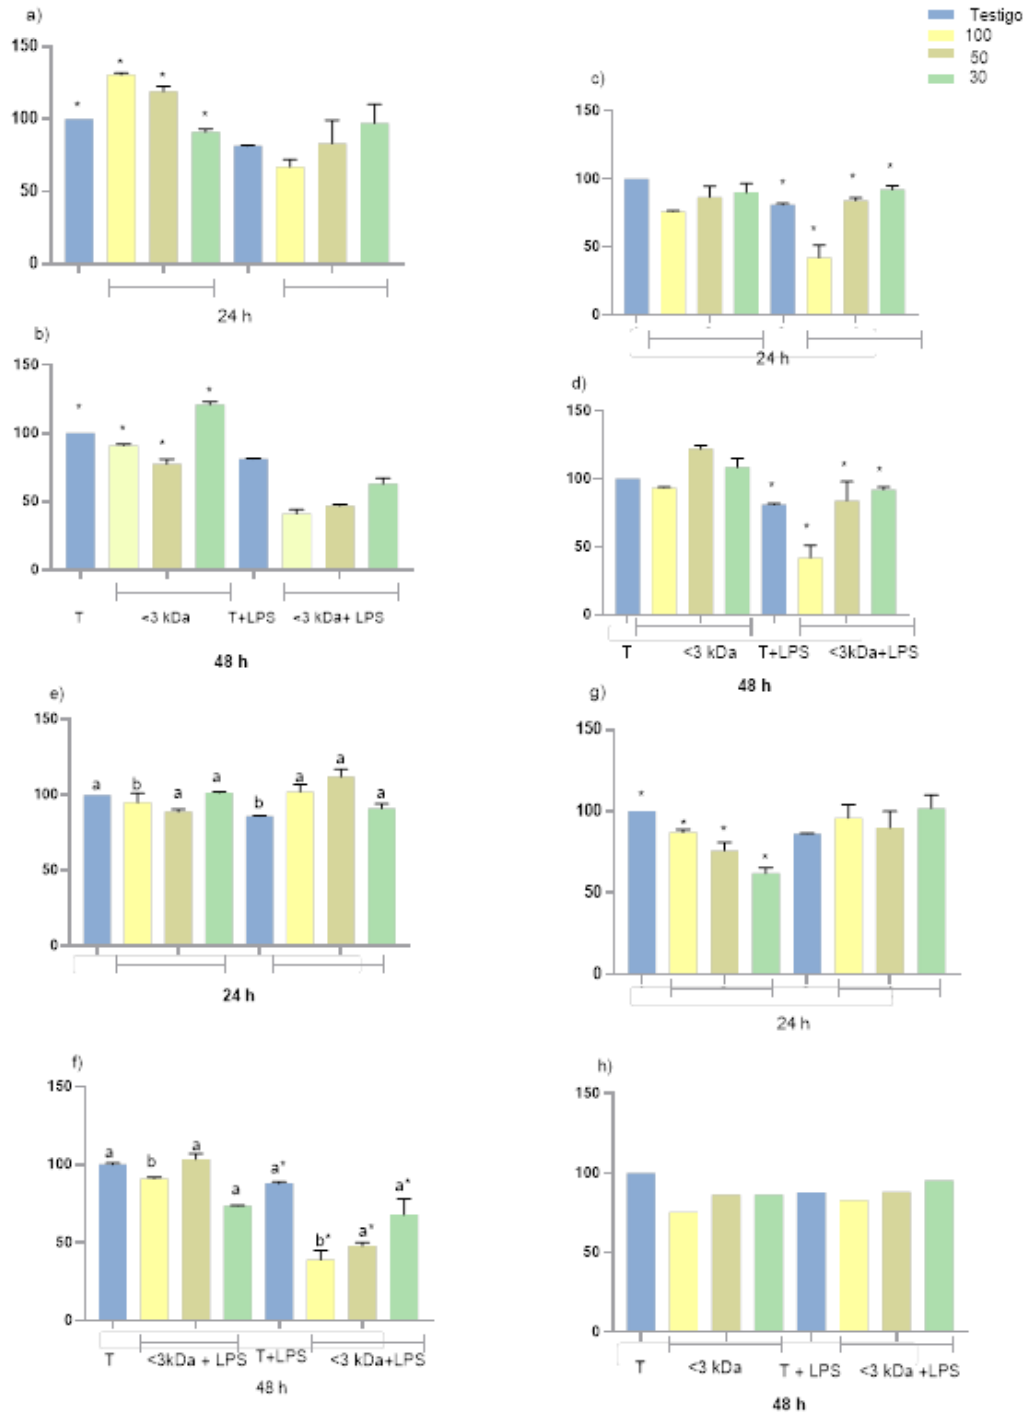 Testigo
100
50
30
a)
150
*
*
*
*
100
50
0
24 h
c)
150
100
*
*
*
*
50
0
24 h
b)
150
*
*
*
*
100
50
0
T <3 kDa T+LPS <3 kDa+ LPS
48 h
d)
150
100
*
*
*
*
50
0
T <3 kDa T+LPS <3kDa+LPS
48 h
e)
150
a b a a b a a a
100
50
0
24 h
g)
150
*
*
*
*
100
50
0
24 h
f)
150
a b a a a* b* a* a*
100
50
0
T <3kDa + LPS T+LPS <3 kDa+LPS
48 h
h)
150
100
50
0
T <3 kDa T + LPS <3 kDa +LPS
48 h